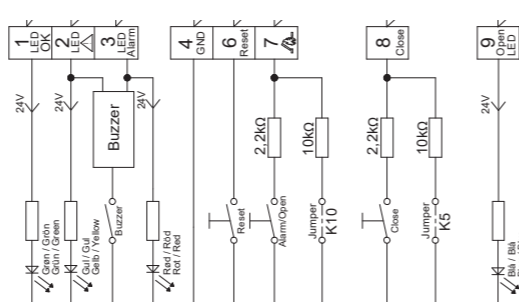 1
LED
OK
2
LED
3
LED
Alarm
4
GND
6
Reset
7
8
Close
9
Open
LED
24V
24V
24V
24V
Buzzer
2,2kΩ
10kΩ
2,2kΩ
10kΩ
Grøn / Grön
Grün / Green
Gul / Gul
Gelb / Yellow
Buzzer
Rød / Röd
Rot / Red
Reset
Alarm/Open
Jumper
K10
Close
Jumper
K5
Blå / Blå